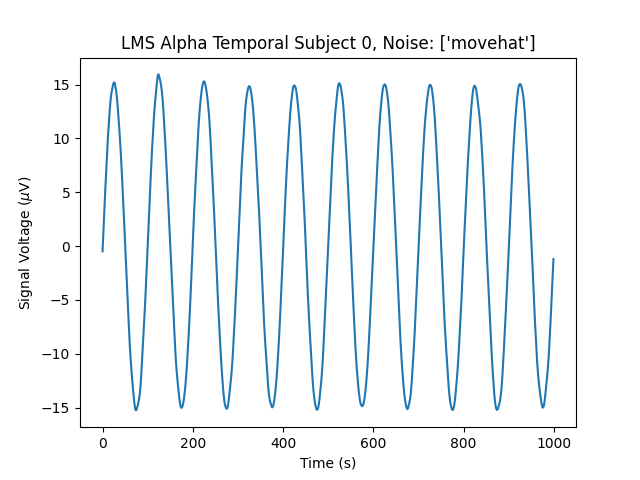 LMS Alpha Temporal Subject 0, Noise: ['movehat']
15
10
5
0
−5
−10
−15
Signal Voltage (μV)
0 200 400 600 800 1000
Time (s)